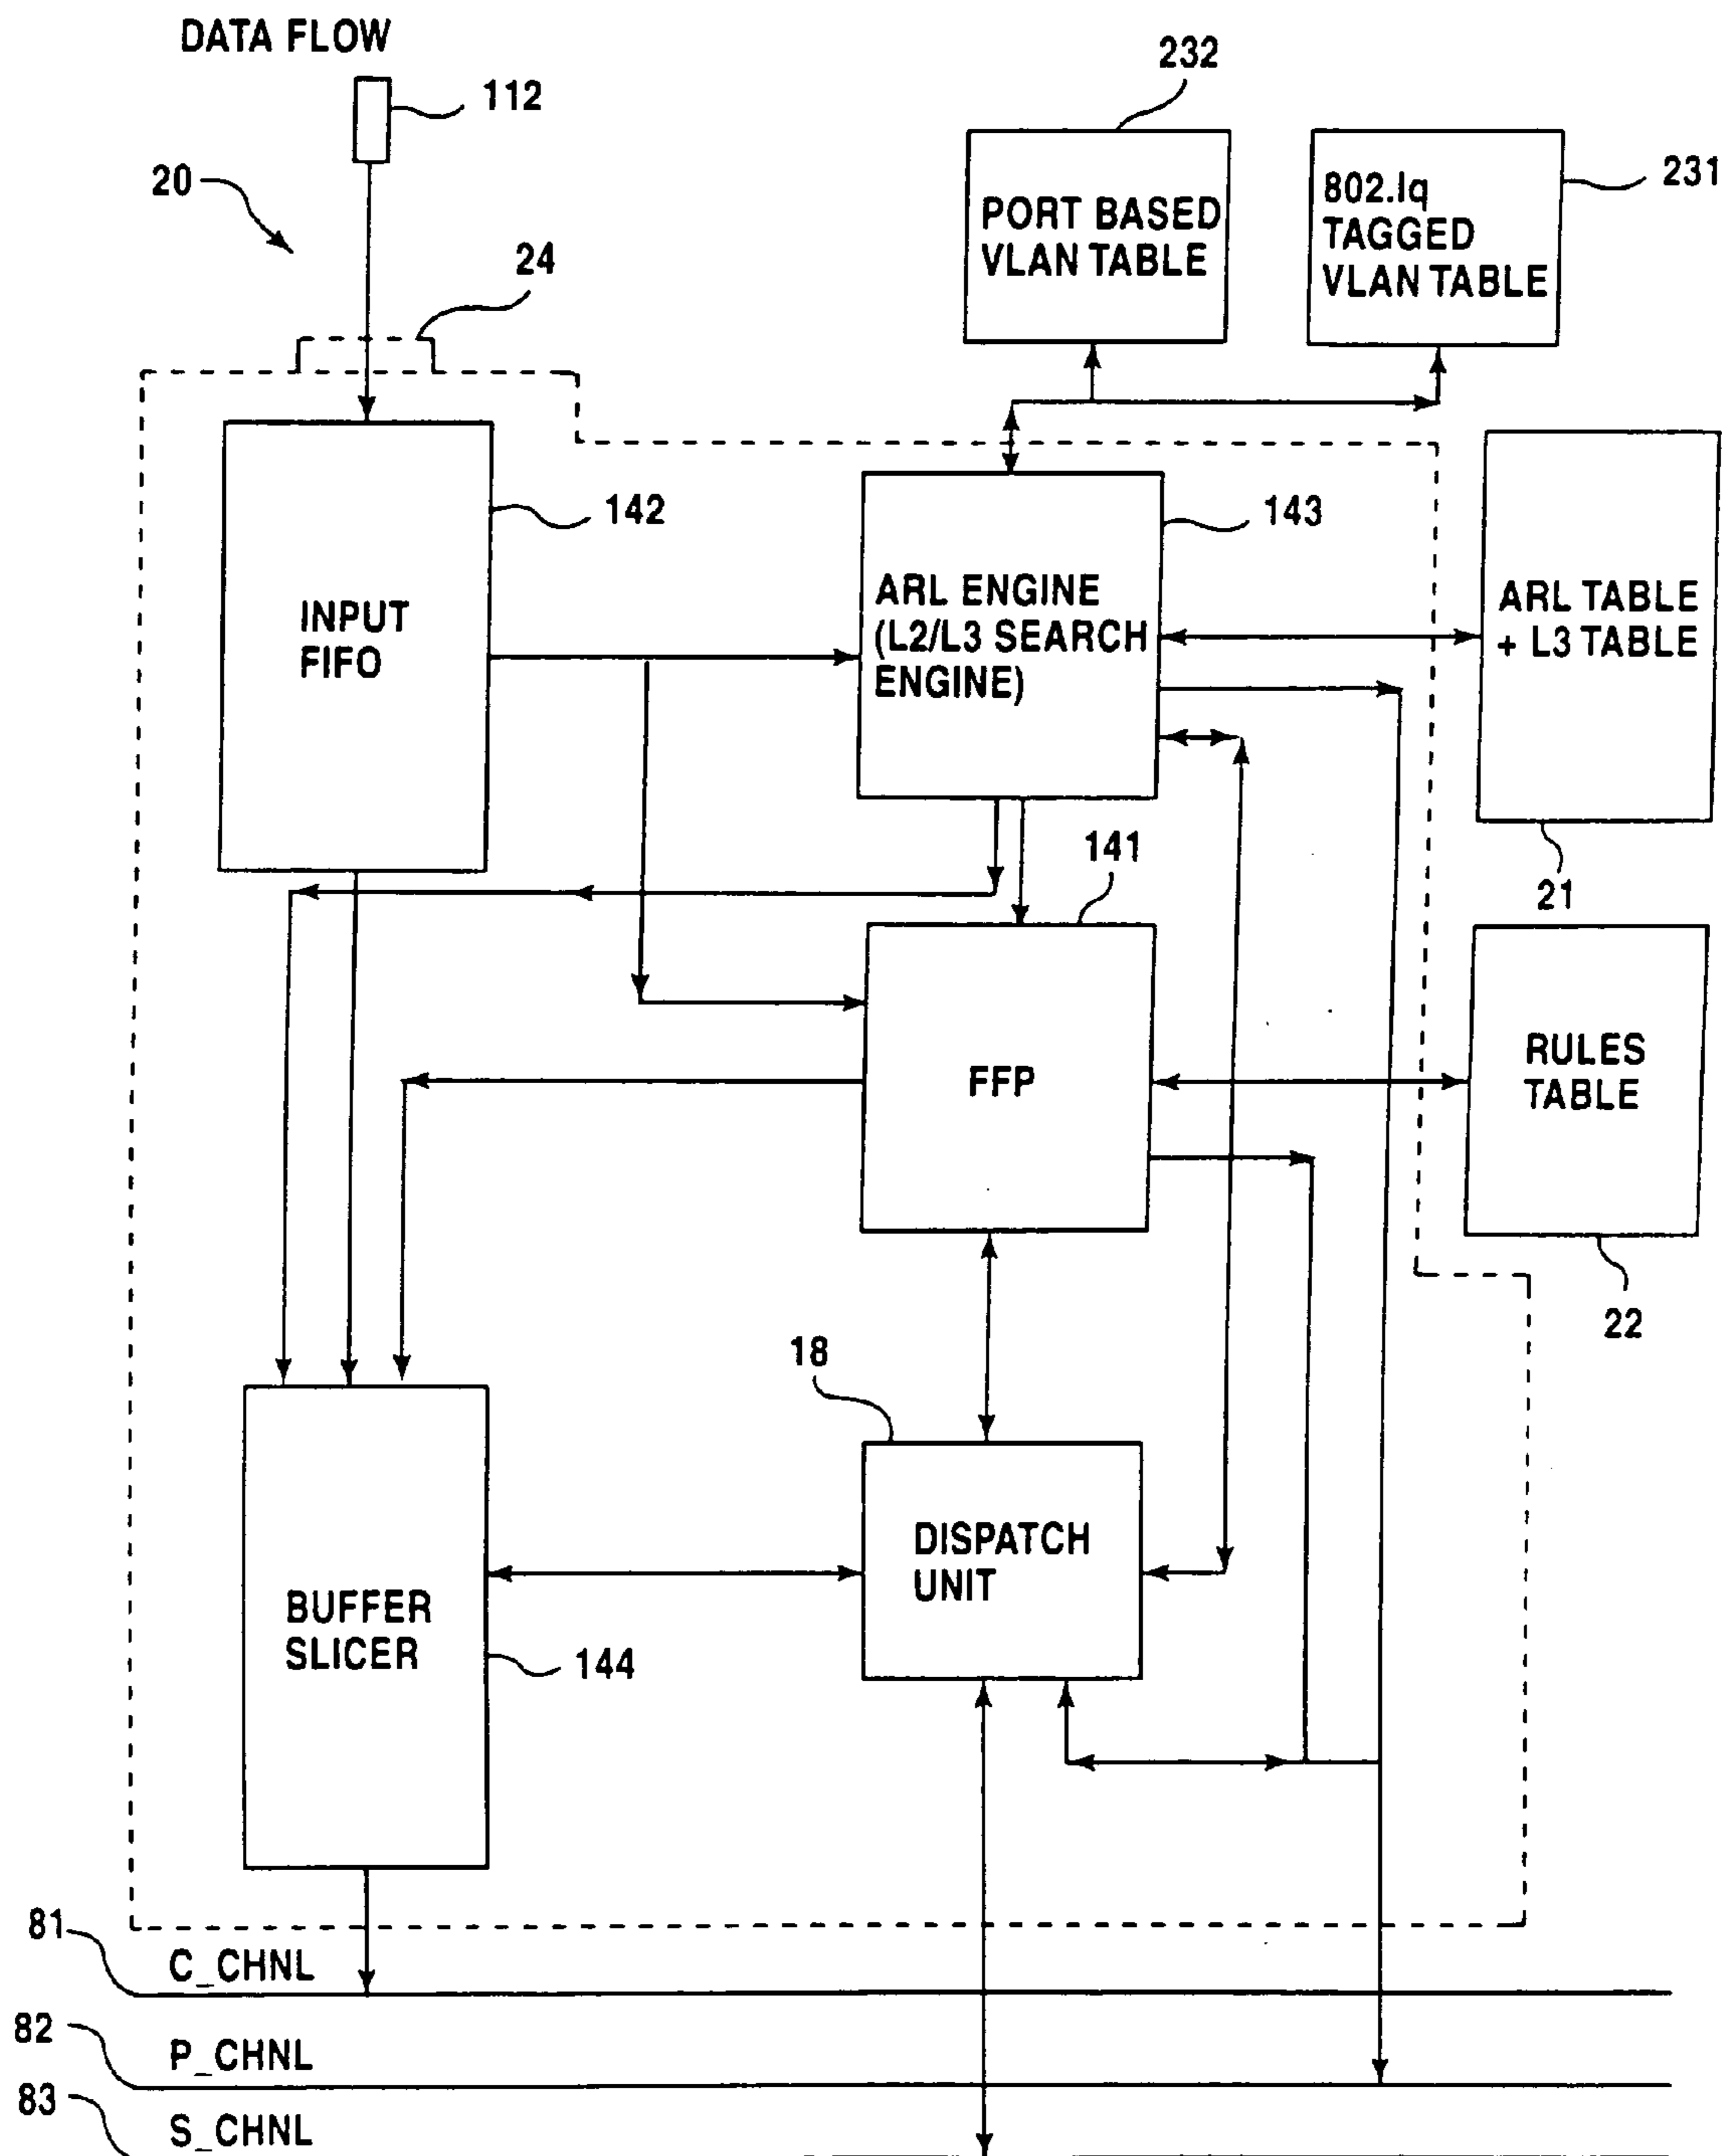 DATA FLOW
112
20
24
232
231
PORT BASED
VLAN TABLE
802.lq
TAGGED
VLAN TABLE
142
143
INPUT
FIFO
ARL ENGINE
(L2/L3 SEARCH
ENGINE)
ARL TABLE
+ L3 TABLE
21
141
FFP
RULES
TABLE
22
18
DISPATCH
UNIT
BUFFER
SLICER
144
81
C_CHNL
82
P_CHNL
83
S_CHNL